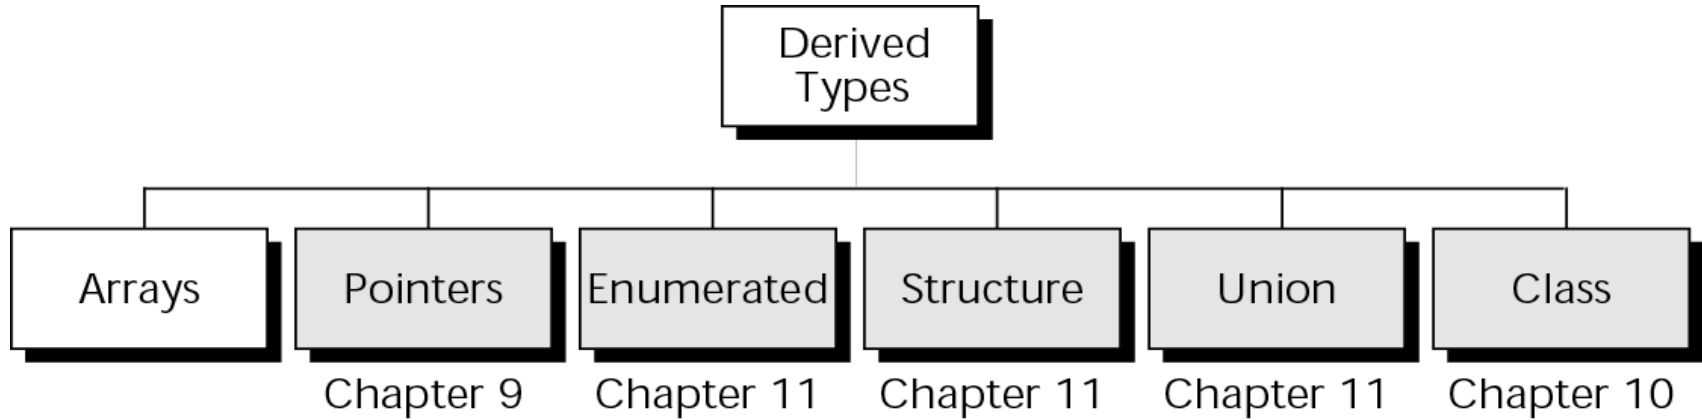 Derived
Types
Arrays
Pointers
Enumerated
Structure
Union
Class
Chapter 9
Chapter 11
Chapter 11
Chapter 11
Chapter 10